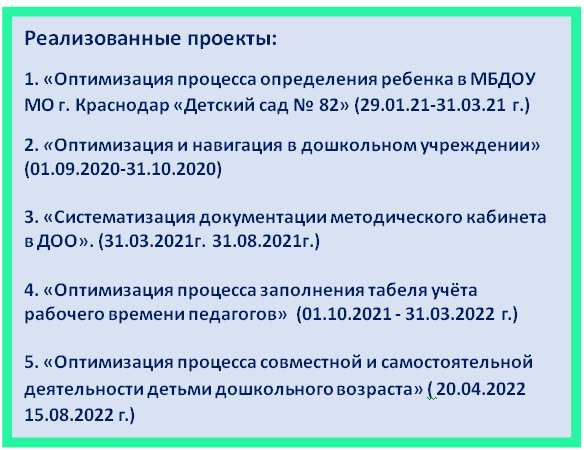 Реализованные проекты:
1. «Оптимизация процесса определения ребенка в МБДОУ
МО г. Краснодар «Детский сад № 82» (29.01.21-31.03.21 г.)
2. «Оптимизация и навигация в дошкольном учреждении»
(01.09.2020-31.10.2020)
3. «Систематизация документации методического кабинета
в ДОО». (31.03.2021г. 31.08.2021г.)
4. «Оптимизация процесса заполнения табеля учёта
рабочего времени педагогов» (01.10.2021 - 31.03.2022 г.)
5. «Оптимизация процесса совместной и самостоятельной
деятельности детьми дошкольного возраста» ( 20.04.2022
15.08.2022 г.)